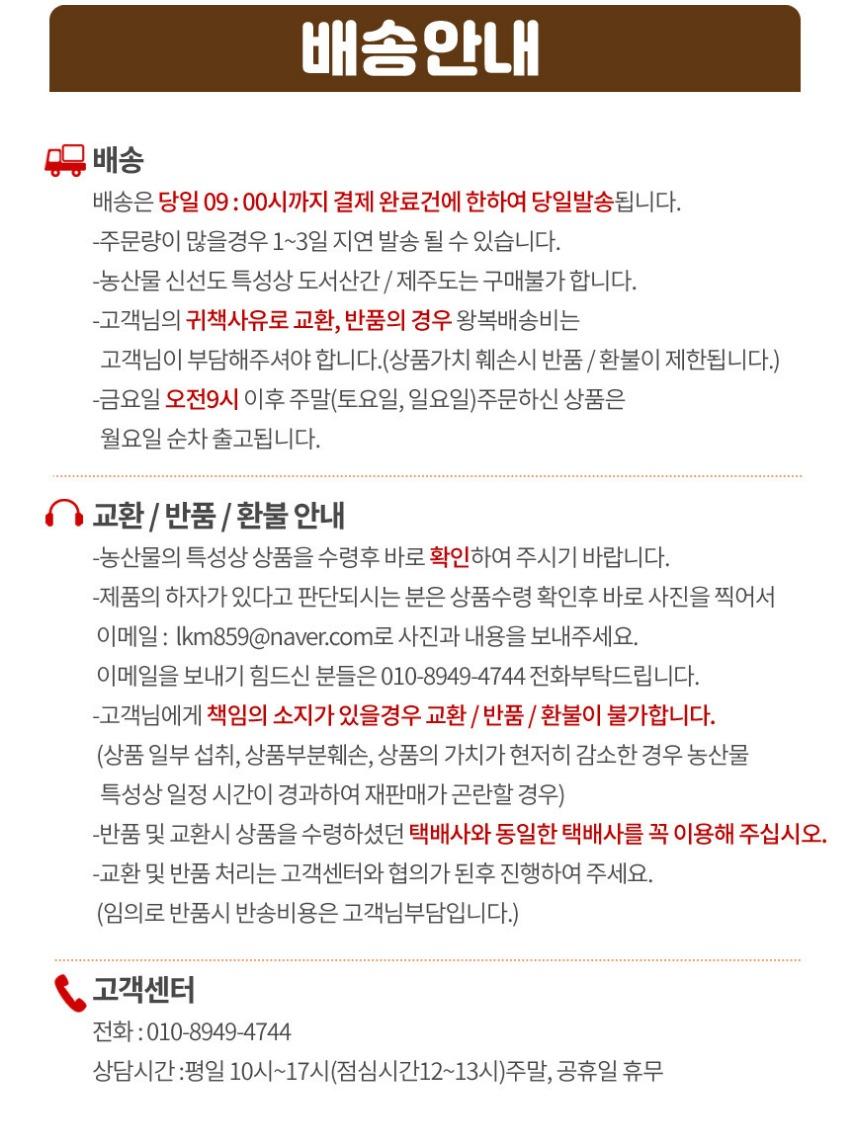 배송안내
배송
배송은 당일 09 : 00시까지 결제 완료건에 한하여 당일발송됩니다.
-주문량이 많을경우 1~3일 지연 발송 될 수 있습니다.
-농산물 신선도 특성상 도서산간 / 제주도는 구매불가 합니다.
-고객님의 귀책사유로 교환, 반품의 경우 왕복배송비는
고객님이 부담해주셔야 합니다.(상품가치 훼손시 반품 / 환불이 제한됩니다.)
-금요일 오전9시 이후 주말(토요일, 일요일)주문하신 상품은
월요일 순차 출고됩니다.
교환 / 반품 / 환불 안내
-농산물의 특성상 상품을 수령후 바로 확인하여 주시기 바랍니다.
-제품의 하자가 있다고 판단되시는 분은 상품수령 확인후 바로 사진을 찍어서
이메일 : lkm859@naver.com로 사진과 내용을 보내주세요.
이메일을 보내기 힘드신 분들은 010-8949-4744 전화부탁드립니다.
-고객님에게 책임의 소지가 있을경우 교환 / 반품 / 환불이 불가합니다.
(상품 일부 섭취, 상품부분훼손, 상품의 가치가 현저히 감소한 경우 농산물
특성상 일정 시간이 경과하여 재판매가 곤란할 경우)
-반품 및 교환시 상품을 수령하셨던 택배사와 동일한 택배사를 꼭 이용해 주십시오.
-교환 및 반품 처리는 고객센터와 협의가 된후 진행하여 주세요.
(임의로 반품시 반송비용은 고객님부담입니다.)
고객센터
전화 : 010-8949-4744
상담시간 :평일 10시~17시(점심시간12~13시)주말, 공휴일 휴무